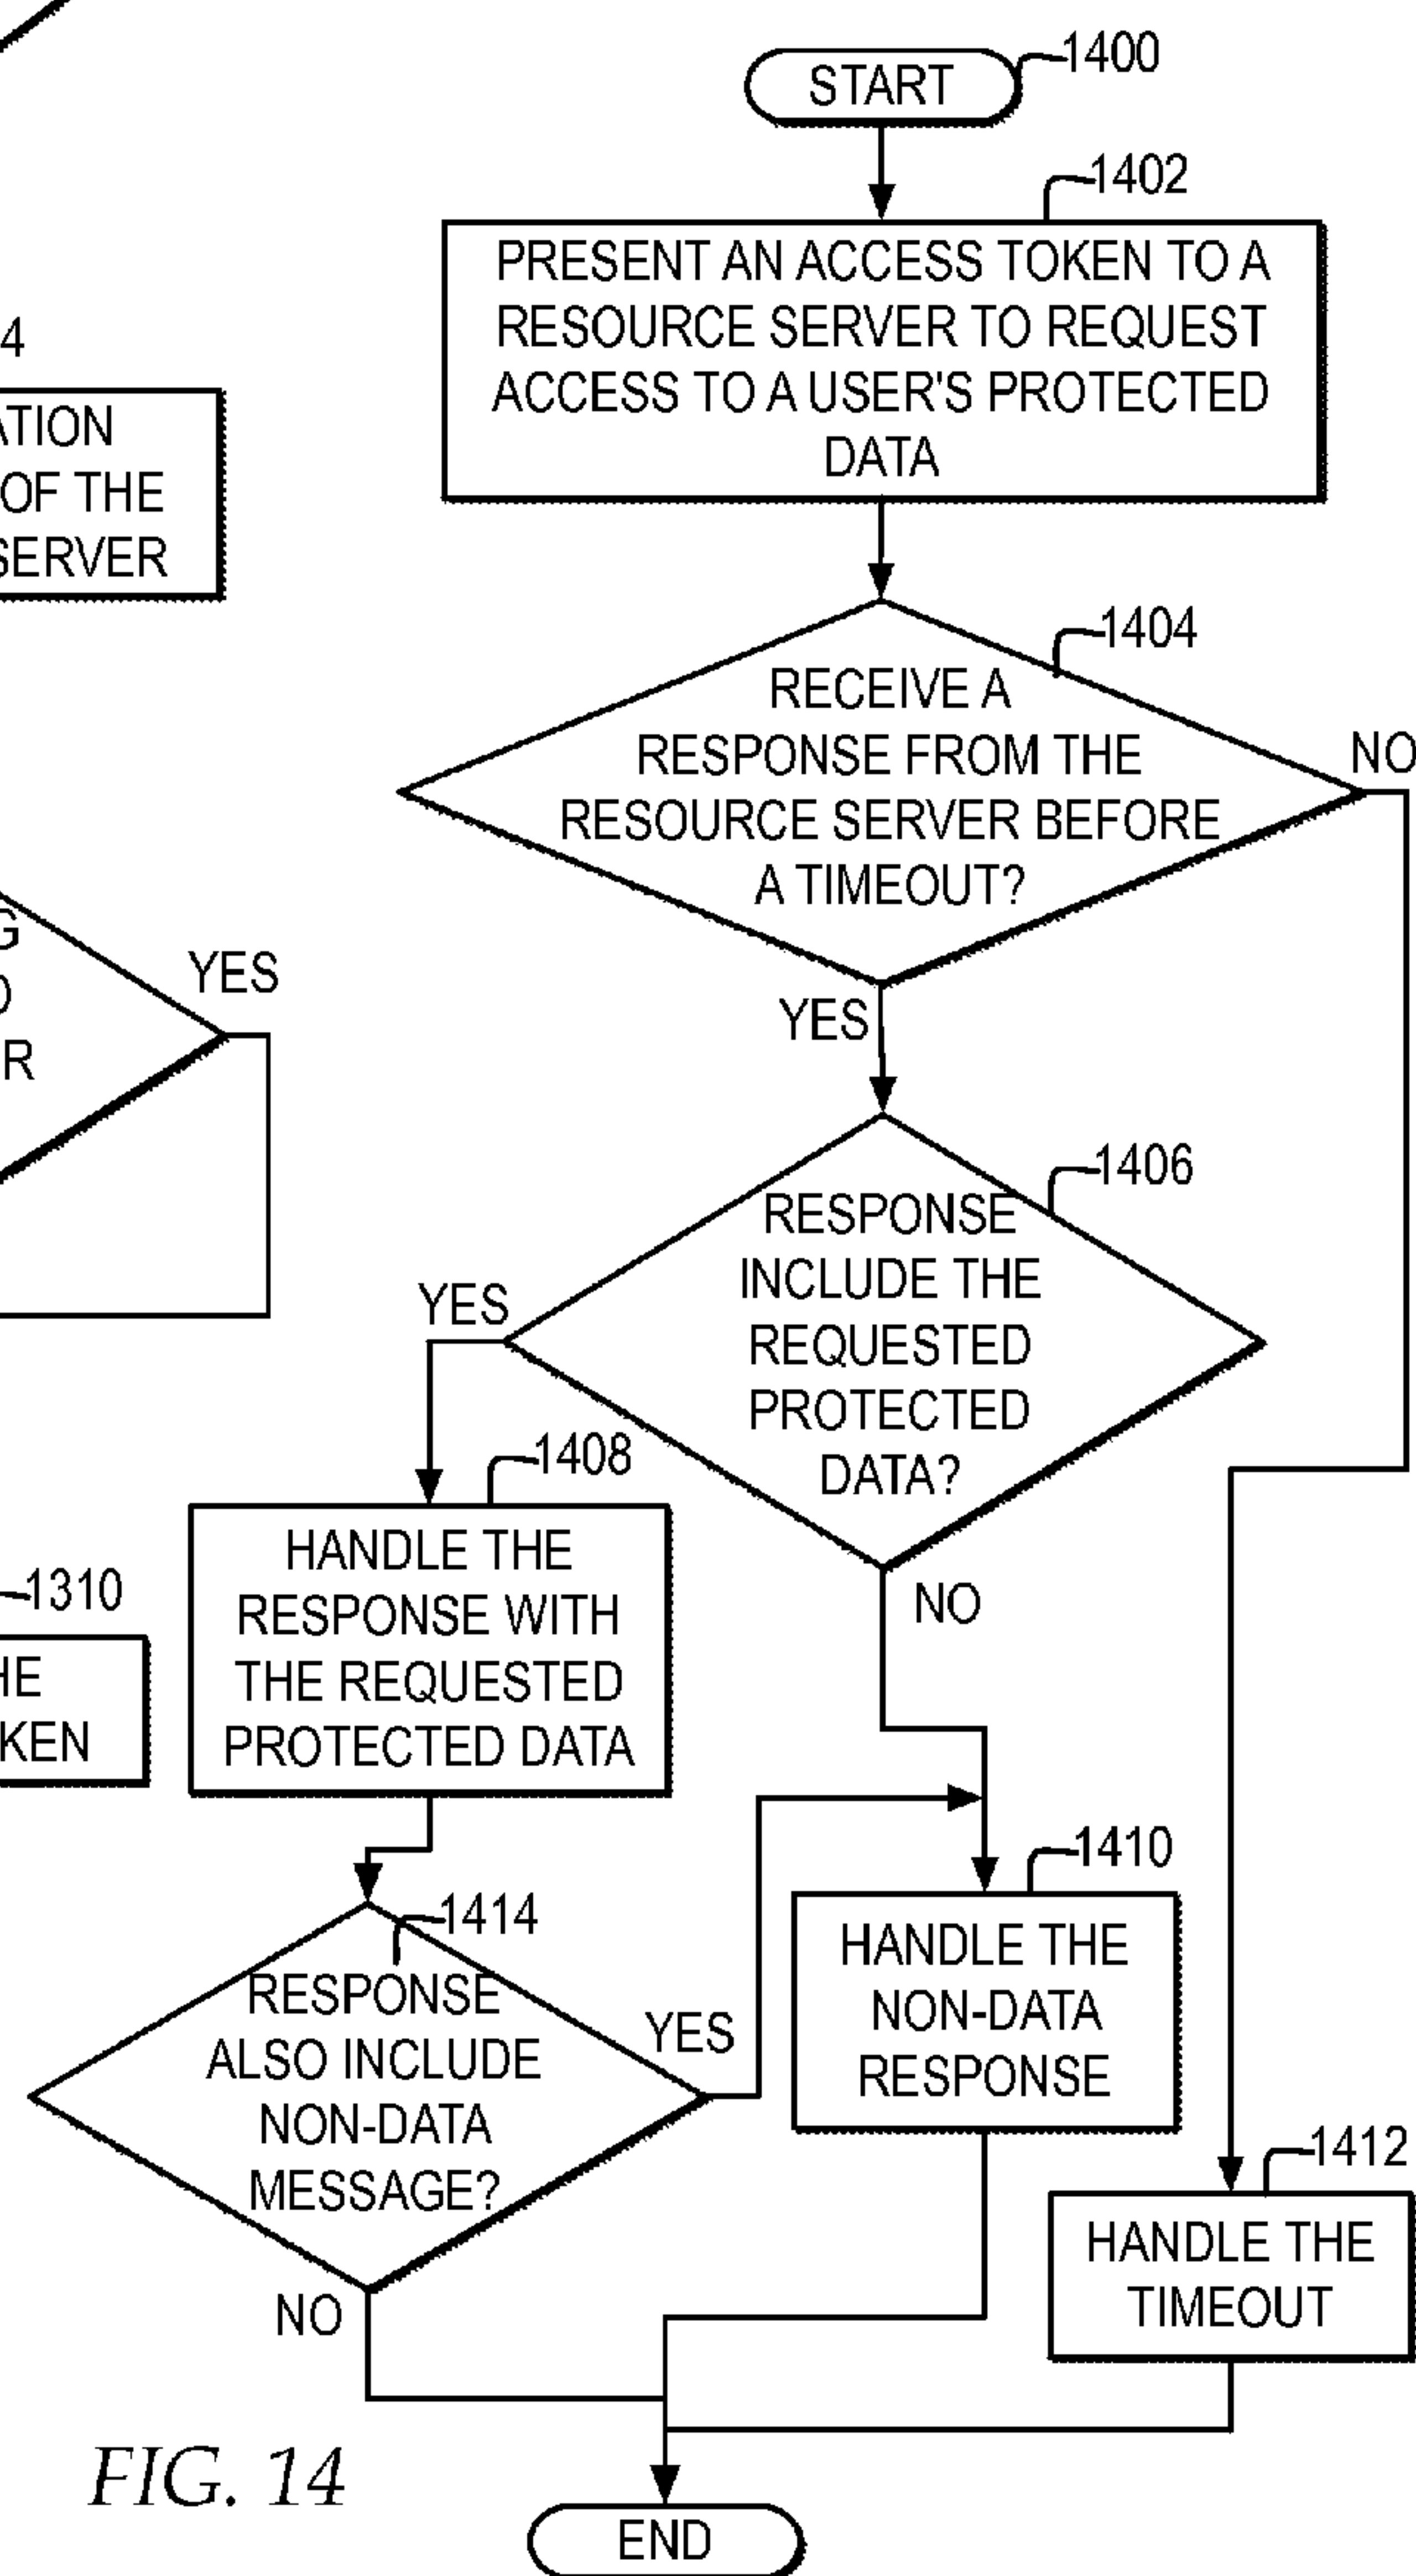 START
1400
1402
PRESENT AN ACCESS TOKEN TO A
RESOURCE SERVER TO REQUEST
ACCESS TO A USER'S PROTECTED
DATA
4
OF THE
SERVER
1404
RECEIVE A
RESPONSE FROM THE
RESOURCE SERVER BEFORE
A TIMEOUT?
NO
YES
R
YES
1406
RESPONSE
INCLUDE THE
REQUESTED
PROTECTED
DATA?
YES
NO
1408
HANDLE THE
RESPONSE WITH
THE REQUESTED
PROTECTED DATA
1310
HE
KEN
1414
RESPONSE
ALSO INCLUDE
NON-DATA
MESSAGE?
YES
NO
1410
HANDLE THE
NON-DATA
RESPONSE
1412
HANDLE THE
TIMEOUT
FIG. 14
END